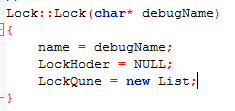 Lock::Lock(char* debugName)
{
name = debugName;
LockHoder = NULL;
LockQune = new List;
}